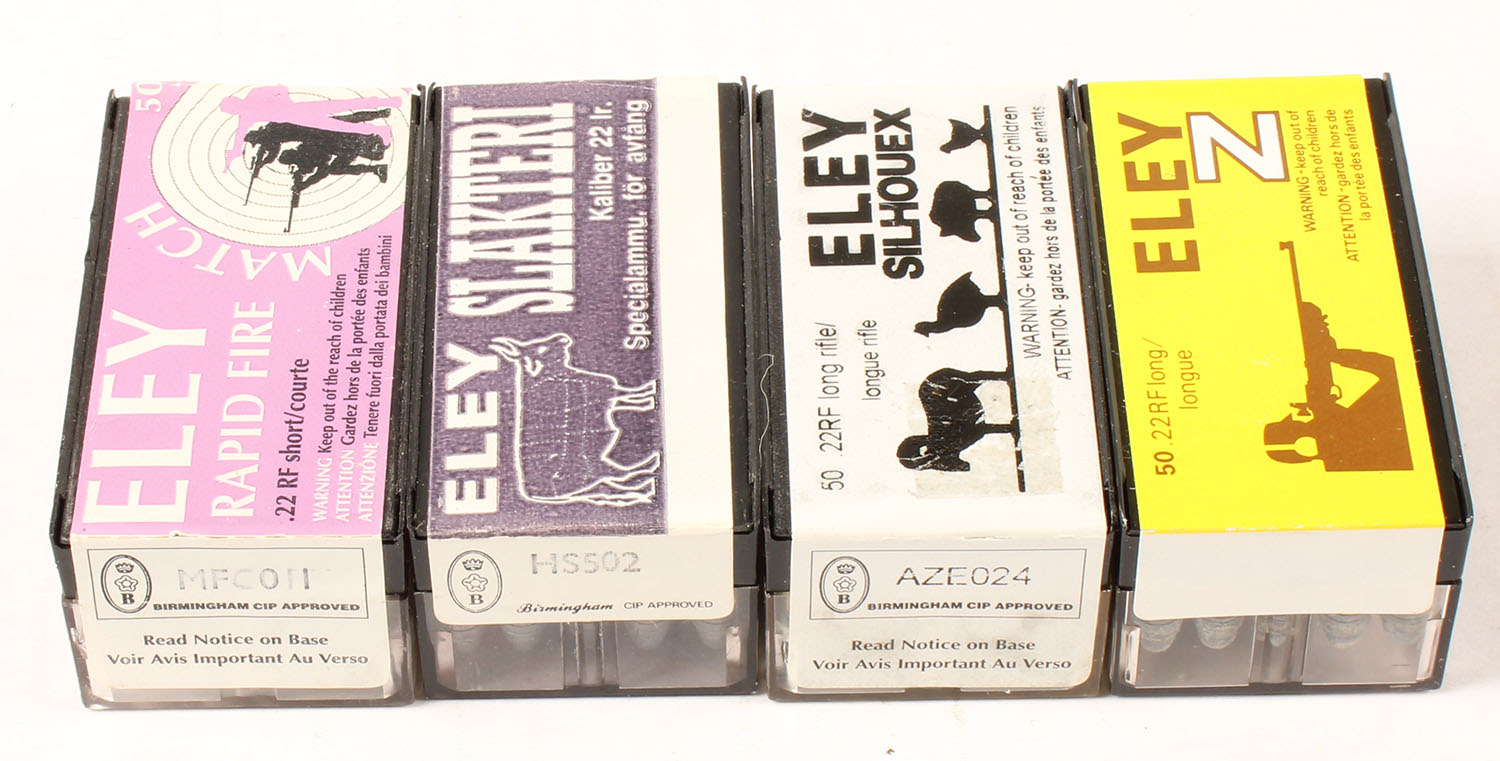 50
MATCH
ELEY
RAPID FIRE
.22 RF short/courte
WARNING Keep out of the reach of children
ATTENTION Gardez hors de la portée des enfants
ATTENZIONE Tenere fuori dalla portata dei bambini
B
BIRMINGHAM CIP APPROVED
Read Notice on Base
Voir Avis Important Au Verso
ELEY SLAKTERI
Kaliber 22 lr.
Specialammu. för avfång
HS502
B
Birmingham CIP APPROVED
ELEY
SILHOUEX
50 .22RF long rifle/
longue rifle
WARNING- keep out of reach of children
ATTENTION- gardez hors de la portée des enfants
AZE024
B
BIRMINGHAM CIP APPROVED
Read Notice on Base
Voir Avis Important Au Verso
ELEY
Z
50 .22RF long/
longue
WARNING-keep out of
reach of children
ATTENTION-gardez hors de
la portée des enfants